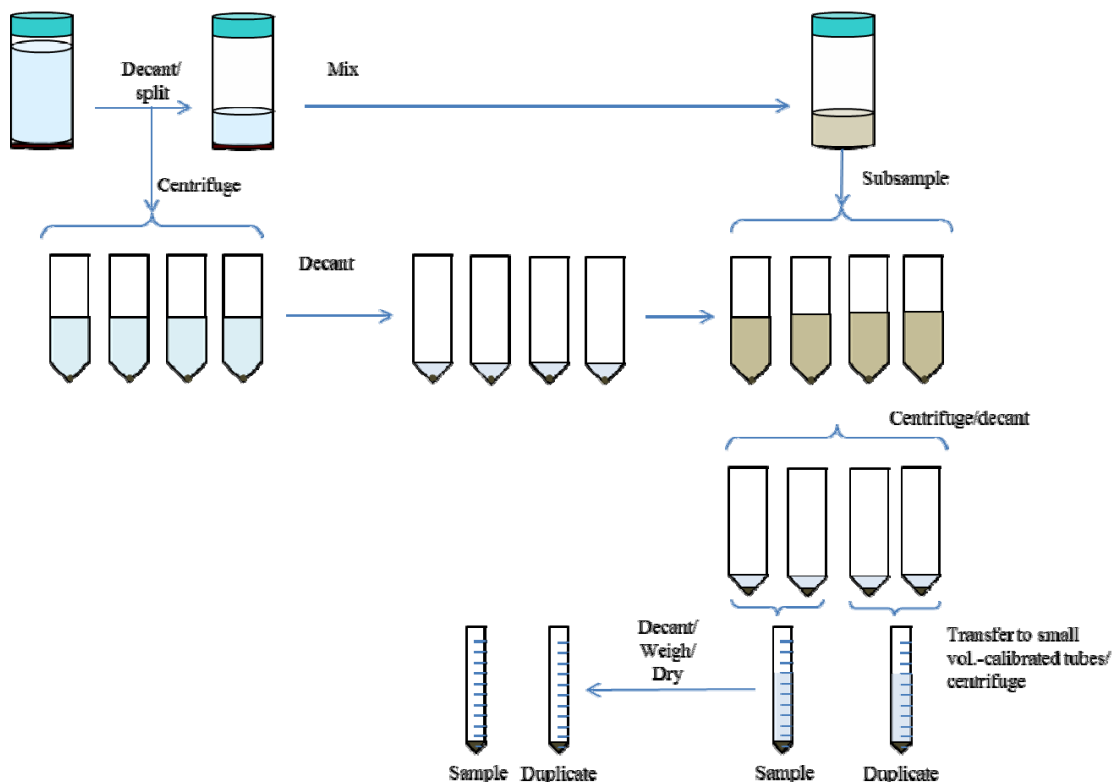 Decant/
split
Mix
Centrifuge
Subsample
Decant
Centrifuge/decant
Decant/
Weigh/
Dry
Transfer to small
vol.-calibrated tubes/
centrifuge
Sample
Duplicate
Sample
Duplicate